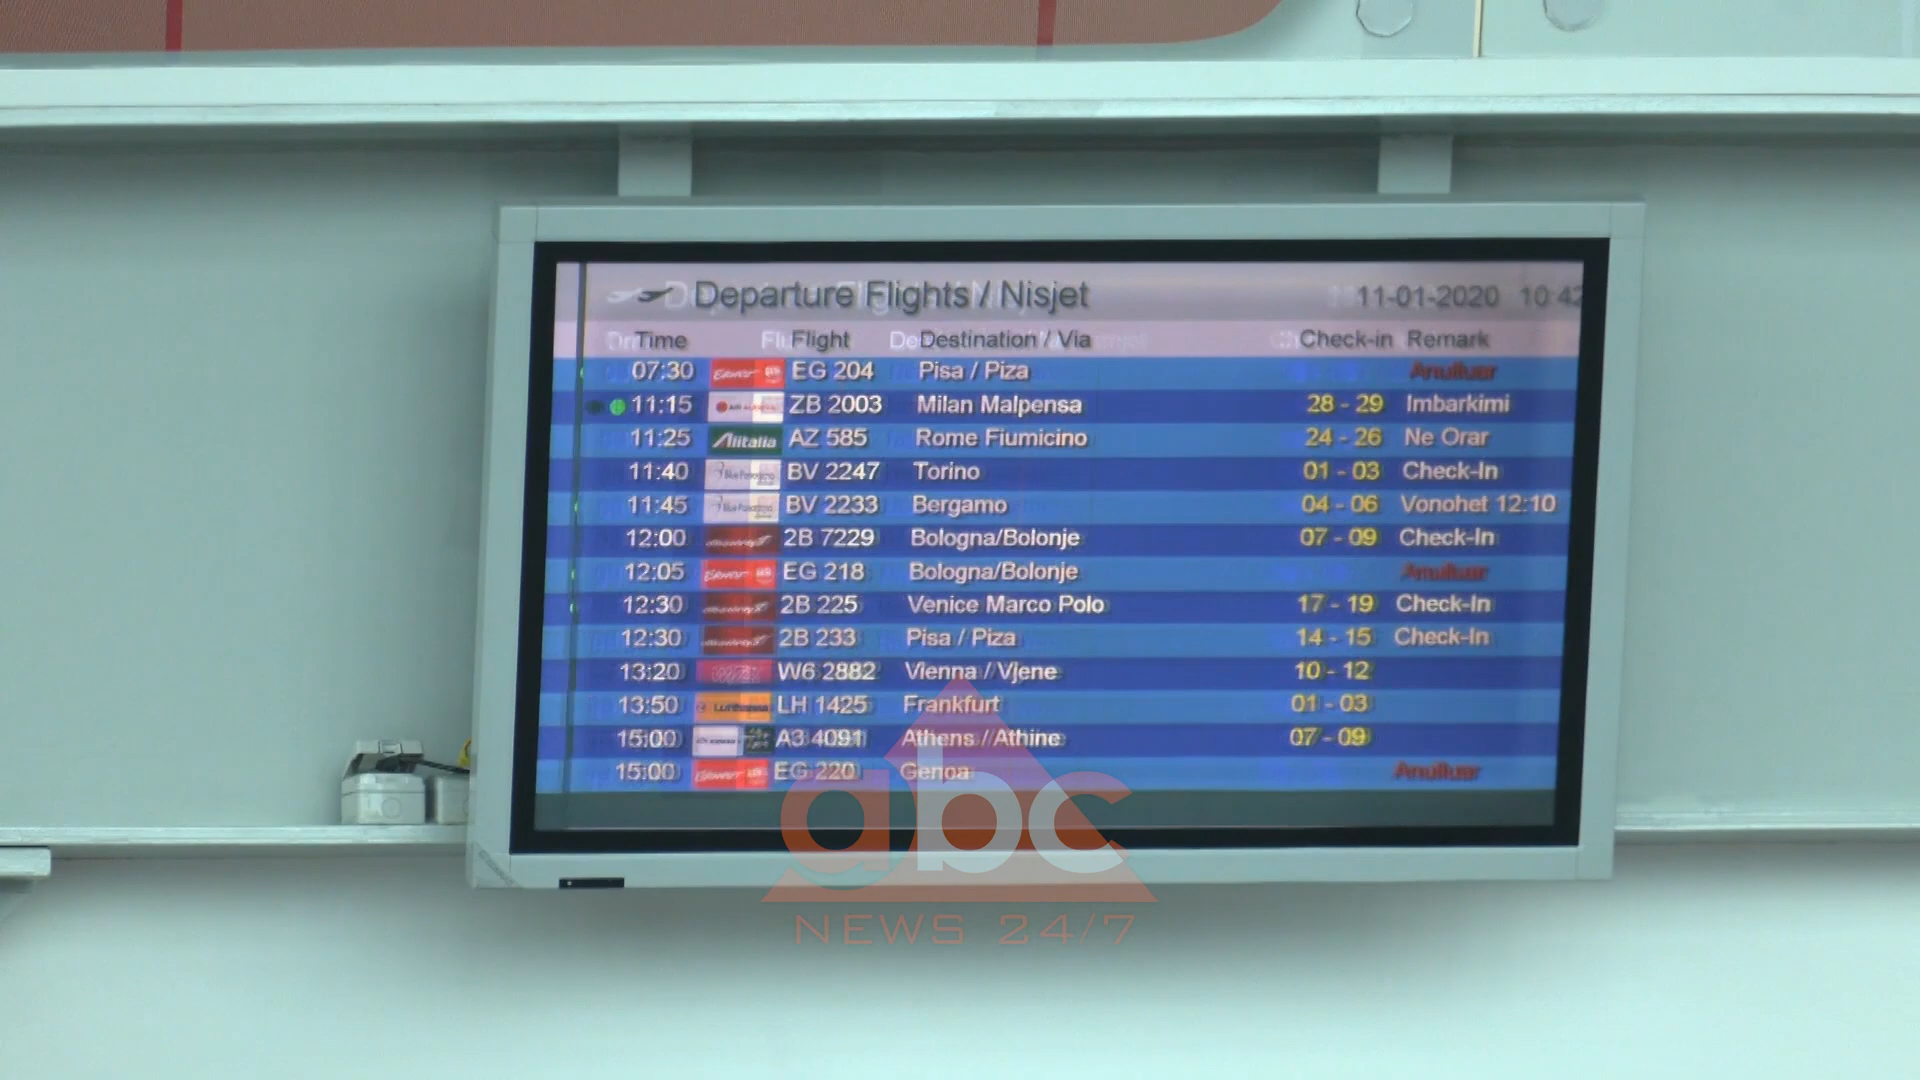 Departure Flights / Nisjet 11-01-2020 10:42
Time Flight Destination / Via Check-in Remark
07:30 EG 204 Pisa / Piza Anulluar
11:15 ZB 2003 Milan Malpensa 28 - 29 Imbarkimi
11:25 Alitalia AZ 585 Rome Fiumicino 24 - 26 Ne Orar
11:40 BV 2247 Torino 01 - 03 Check-In
11:45 BV 2233 Bergamo 04 - 06 Vonohet 12:10
12:00 2B 7229 Bologna/Bolonje 07 - 09 Check-In
12:05 EG 218 Bologna/Bolonje Anulluar
12:30 2B 225 Venice Marco Polo 17 - 19 Check-In
12:30 2B 233 Pisa / Piza 14 - 15 Check-In
13:20 W6 2882 Vienna / Vjene 10 - 12
13:50 Lufthansa LH 1425 Frankfurt 01 - 03
15:00 A3 4091 Athens / Athine 07 - 09
15:00 EG 220 Genoa Anulluar
abc
NEWS 24/7